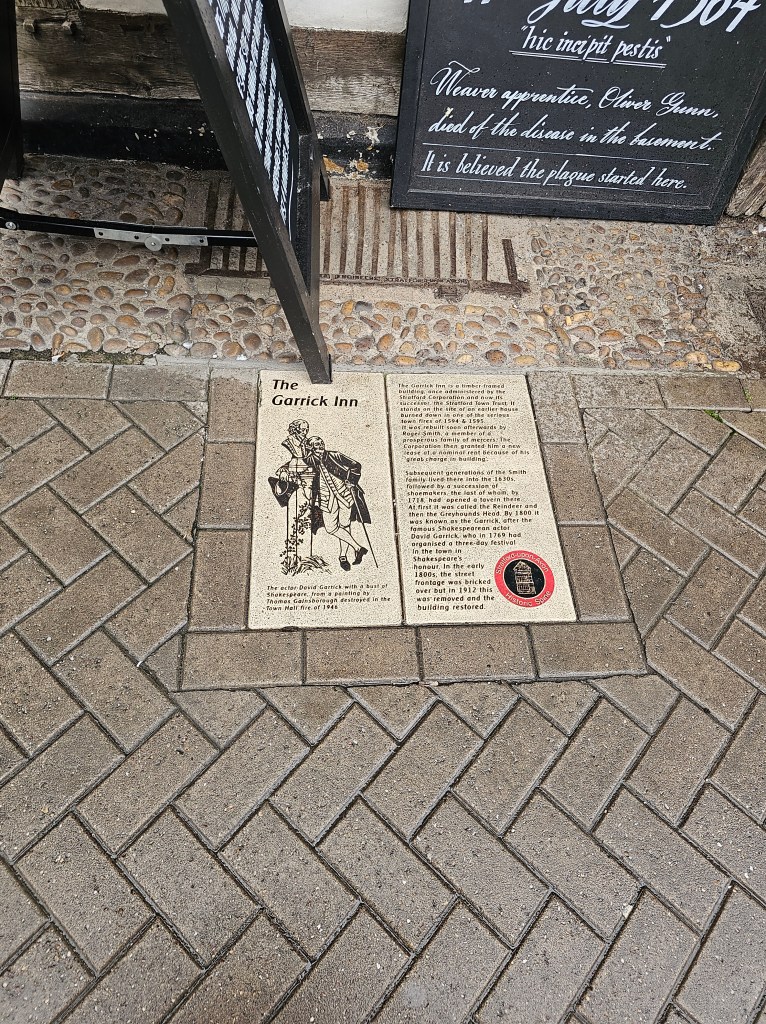 July 1564
"hic incipit pestis"
Weaver apprentice, Oliver Gunn,
died of the disease in the basement.
It is believed the plague started here.
The
Garrick Inn
The actor David Garrick with a bust of
Shakespeare, from a painting by
Thomas Gainsborough destroyed in the
Town Hall fire of 1946
The Garrick Inn is a timber-framed
building, once administered by the
Stratford Corporation and now its
successor, the Stratford Town Trust. It
stands on the site of an earlier house
burned down in one of the serious
town fires of 1594 & 1595.
It was rebuilt soon afterwards by
Roger Smith, a member of a
prosperous family of mercers. The
Corporation then granted him a new
lease at a nominal rent because of his
'great charge in building'.
Subsequent generations of the Smith
family lived there into the 1630s,
followed by a succession of
shoemakers, the last of whom, by
1718, had opened a tavern there.
At first it was called the Reindeer and
then the Greyhounds Head. By 1800 it
was known as the Garrick, after the
famous Shakespearean actor
David Garrick, who in 1769 had
organised a three-day festival
in the town in
Shakespeare's
honour. In the early
1800s, the street
frontage was bricked
over but in 1912 this
was removed and the
building restored.
Stratford-upon-Avon
Historic Spine